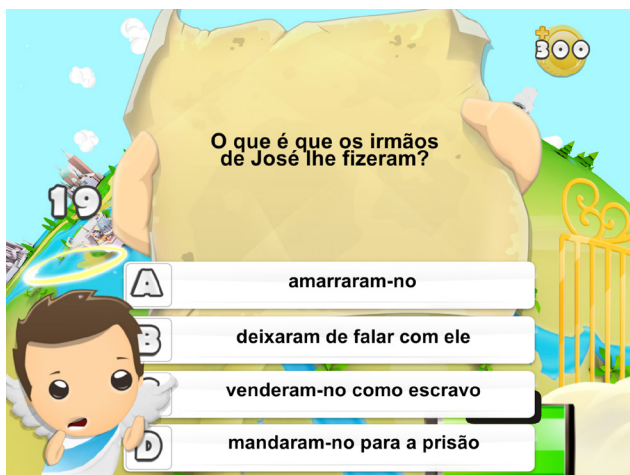 +300
O que é que os irmãos
de José lhe fizeram?
19
A amarraram-no
B deixaram de falar com ele
C venderam-no como escravo
D mandaram-no para a prisão